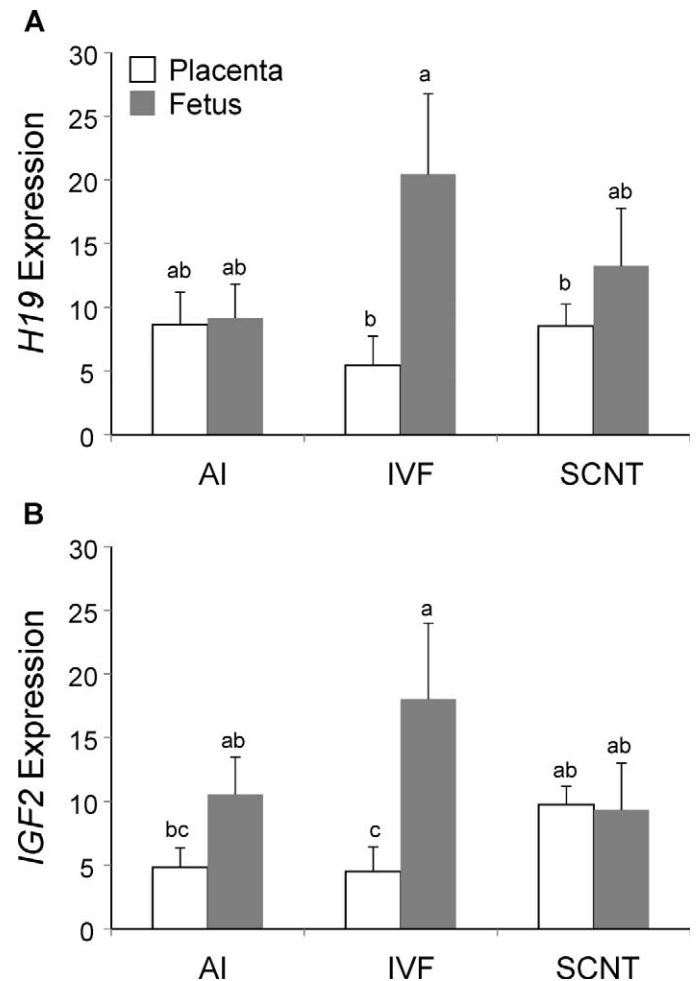 A
30
25
20
15
10
5
0
H19 Expression
Placenta
Fetus
ab ab b a b ab
AI IVF SCNT
B
30
25
20
15
10
5
0
IGF2 Expression
bc ab c a ab ab
AI IVF SCNT